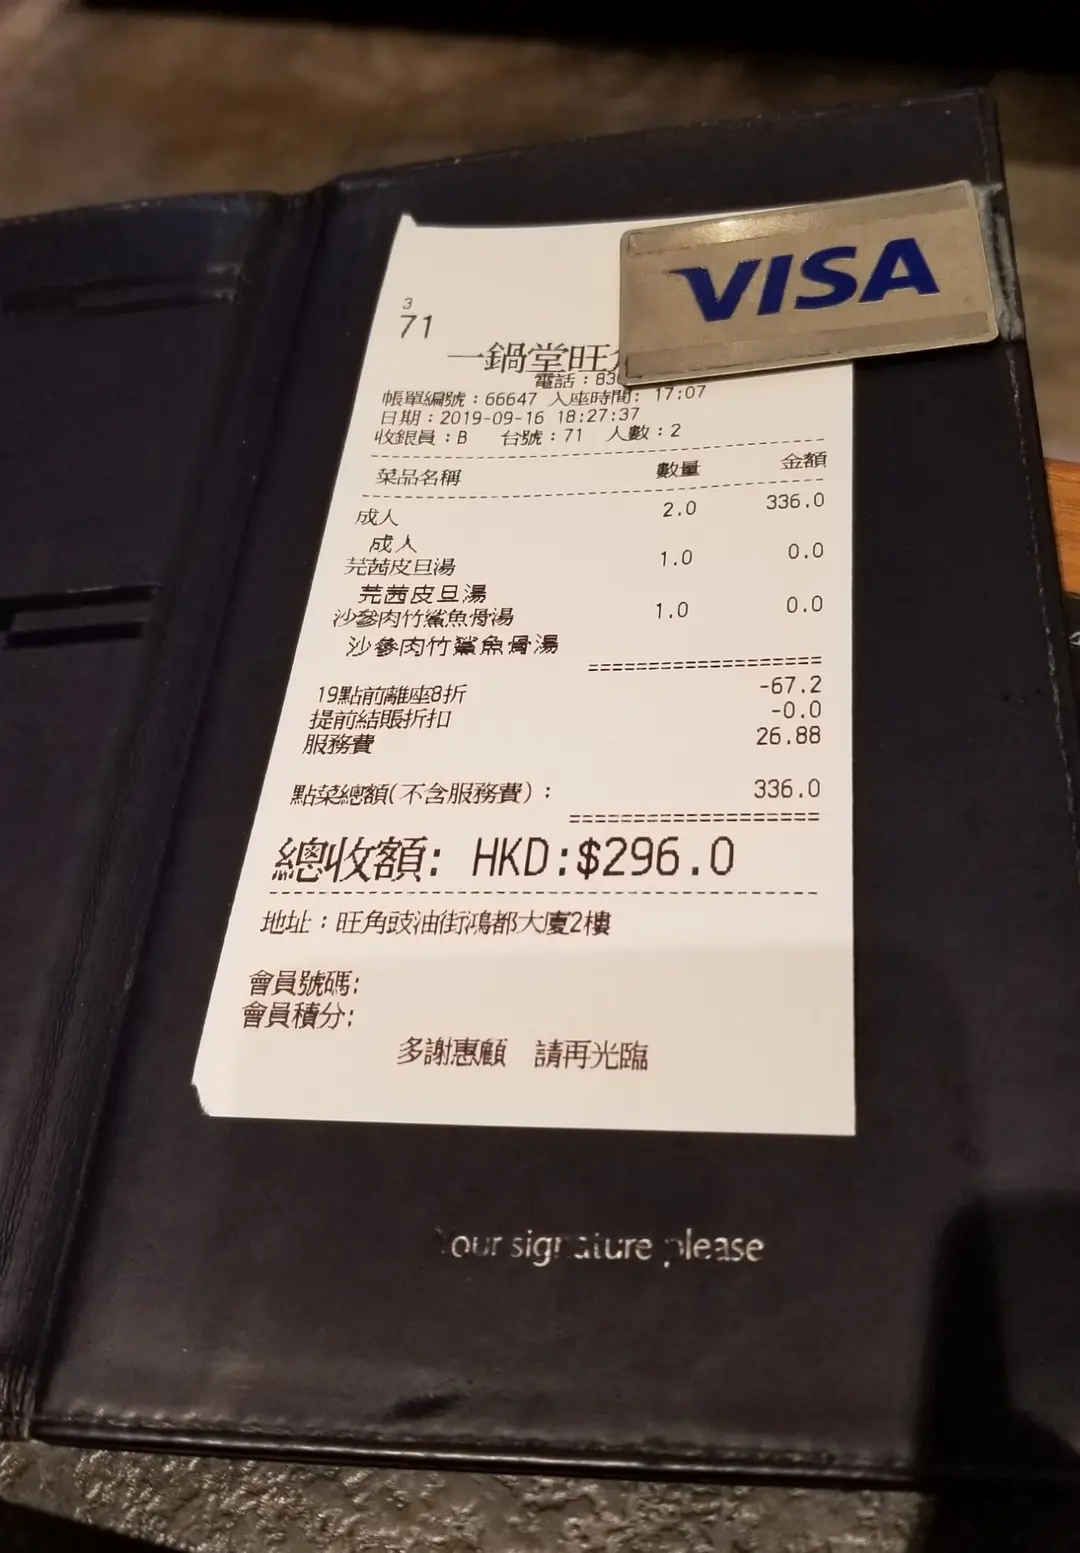 VISA
3
71
一鍋堂旺
電話：83
帳單編號：66647 入座時間：17:07
日期：2019-09-16 18:27:37
收銀員：B 台號：71 人數：2
菜品名稱 數量 金額
成人 2.0 336.0
成人
芫茜皮旦湯 1.0 0.0
芫茜皮旦湯
沙參肉竹鯊魚骨湯 1.0 0.0
沙參肉竹鯊魚骨湯
19點前離座8折 -67.2
提前結賬折扣 -0.0
服務費 26.88
點菜總額(不含服務費)： 336.0
總收額: HKD:$296.0
地址：旺角豉油街鴻都大廈2樓
會員號碼:
會員積分:
多謝惠顧 請再光臨
Your signature please